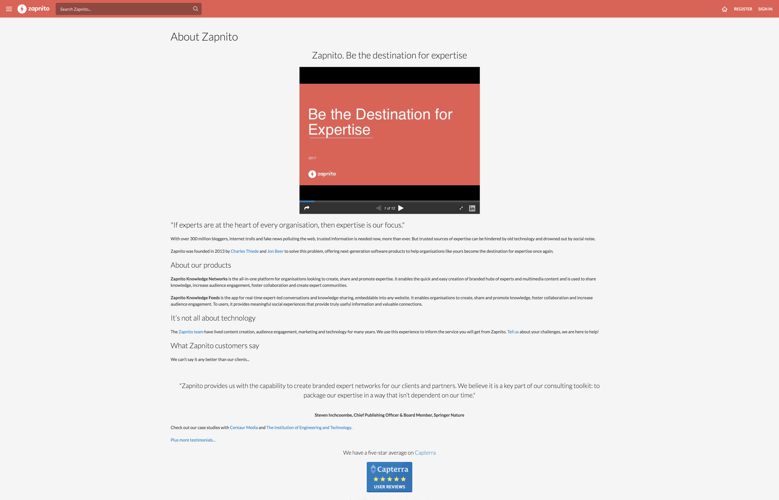 zapnito
Search Zapnito...
REGISTER
SIGN IN
About Zapnito
Zapnito. Be the destination for expertise
Be the Destination for
Expertise
2017
zapnito
1 of 12
"If experts are at the heart of every organisation, then expertise is our focus."
With over 300 million bloggers, internet trolls and fake news polluting the web, trusted information is needed now, more than ever. But trusted sources of expertise can be hindered by old technology and drowned out by social noise.
Zapnito was founded in 2013 by Charles Thiede and Jon Beer to solve this problem, offering next-generation software products to help organisations like yours become the destination for expertise once again.
About our products
Zapnito Knowledge Networks is the all-in-one platform for organisations looking to create, share and promote expertise. It enables the quick and easy creation of branded hubs of experts and multimedia content and is used to share
knowledge, increase audience engagement, foster collaboration and create expert communities.
Zapnito Knowledge Feeds is the app for real-time expert-led conversations and knowledge-sharing, embeddable into any website. It enables organisations to create, share and promote knowledge, foster collaboration and increase
audience engagement. To users, it provides meaningful social experiences that provide truly useful information and valuable connections.
It's not all about technology
The Zapnito team have lived content creation, audience engagement, marketing and technology for many years. We use this experience to inform the service you will get from Zapnito. Tell us about your challenges, we are here to help!
What Zapnito customers say
We can't say it any better than our clients...
"Zapnito provides us with the capability to create branded expert networks for our clients and partners. We believe it is a key part of our consulting toolkit: to
package our expertise in a way that isn't dependent on our time."
Steven Inchcoombe, Chief Publishing Officer & Board Member, Springer Nature
Check out our case studies with Centaur Media and The Institution of Engineering and Technology.
Plus more testimonials...
We have a five-star average on Capterra
Capterra
USER REVIEWS